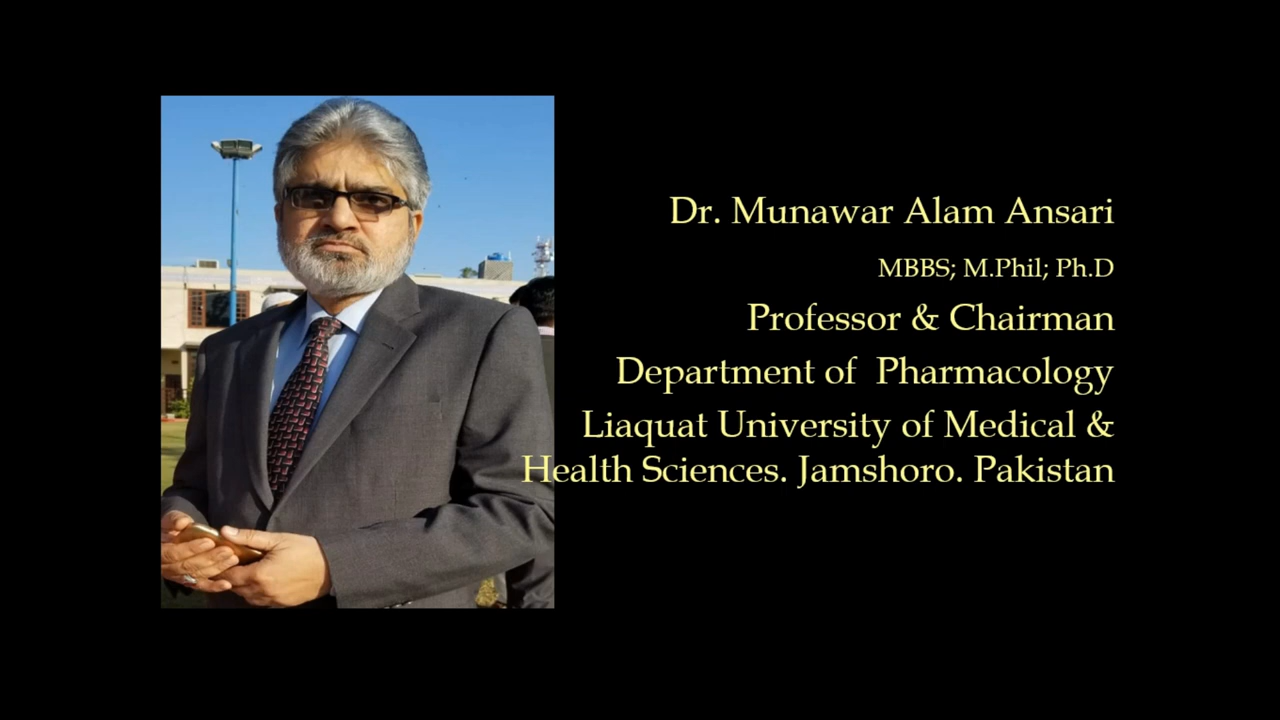 Dr. Munawar Alam Ansari
MBBS; M.Phil; Ph.D
Professor & Chairman
Department of  Pharmacology
Liaquat University of Medical &
Health Sciences. Jamshoro. Pakistan